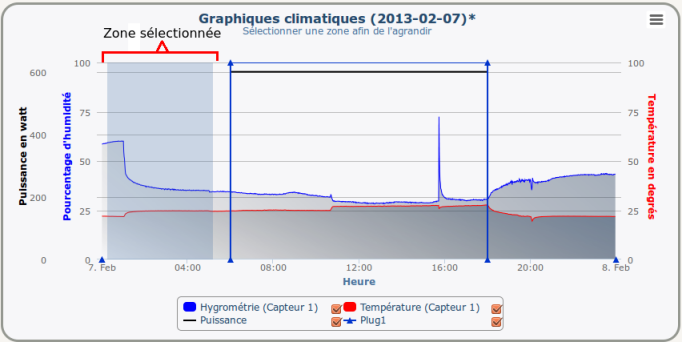 Graphiques climatiques (2013-02-07)*
Sélectionner une zone afin de l'agrandir
Zone sélectionnée
Puissance en watt
600
400
200
0
Pourcentage d'humidité
100
75
50
25
0
100
75
50
25
0
Température en degrés
7. Feb
04:00
08:00
12:00
16:00
20:00
8. Feb
Heure
Hygrométrie (Capteur 1)
Température (Capteur 1)
Puissance
Plug1